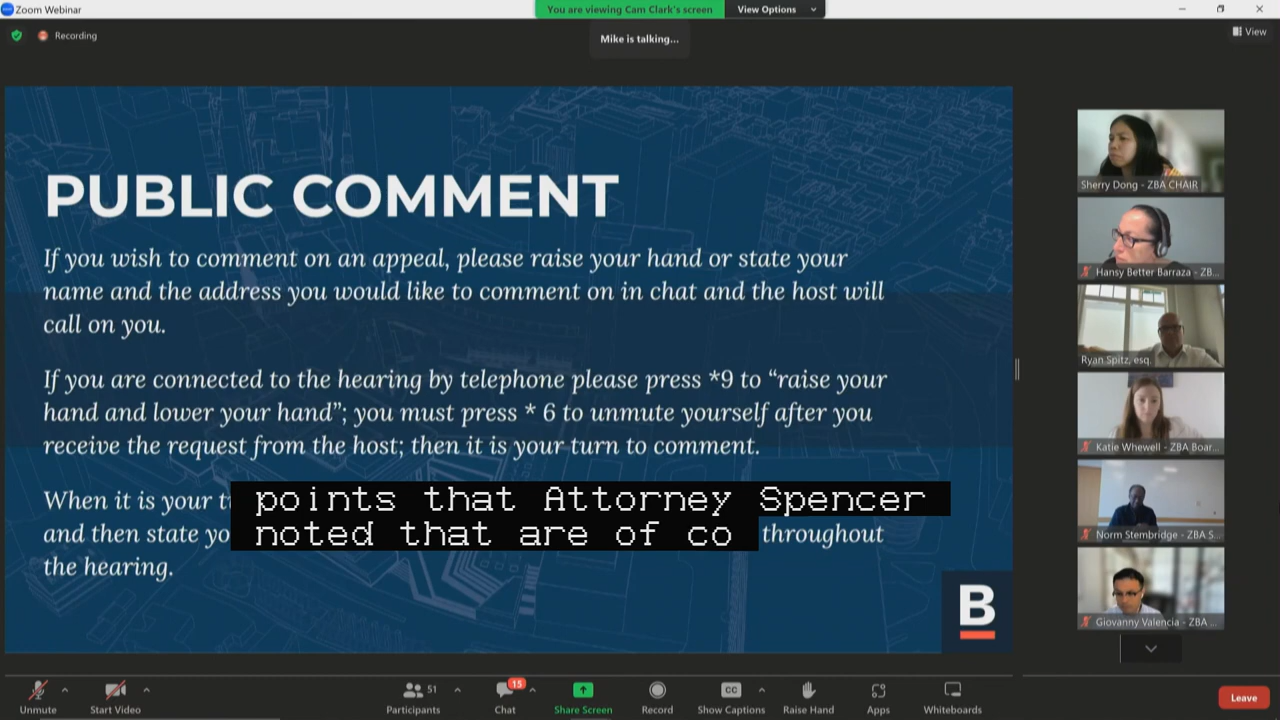 Zoom Webinar
You are viewing Cam Clark's screen
View Options
Recording
Mike is talking...
View
PUBLIC COMMENT
If you wish to comment on an appeal, please raise your hand or state your
name and the address you would like to comment on in chat and the host will
call on you.
If you are connected to the hearing by telephone please press *9 to “raise your
hand and lower your hand”; you must press * 6 to unmute yourself after you
receive the request from the host; then it is your turn to comment.
When it is your
and then state throughout
the hearing.
points that Attorney Spencer
noted that are of co
B
Sherry Dong - ZBA CHAIR
Hansy Better Barraza - ZB...
Ryan Spitz, esq.
Katie Whewell - ZBA Boar...
Norm Stembridge - ZBA S...
Giovanny Valencia - ZBA ...
Unmute
Start Video
51
Participants
15
Chat
Share Screen
Record
CC
Show Captions
Raise Hand
Apps
Whiteboards
Leave